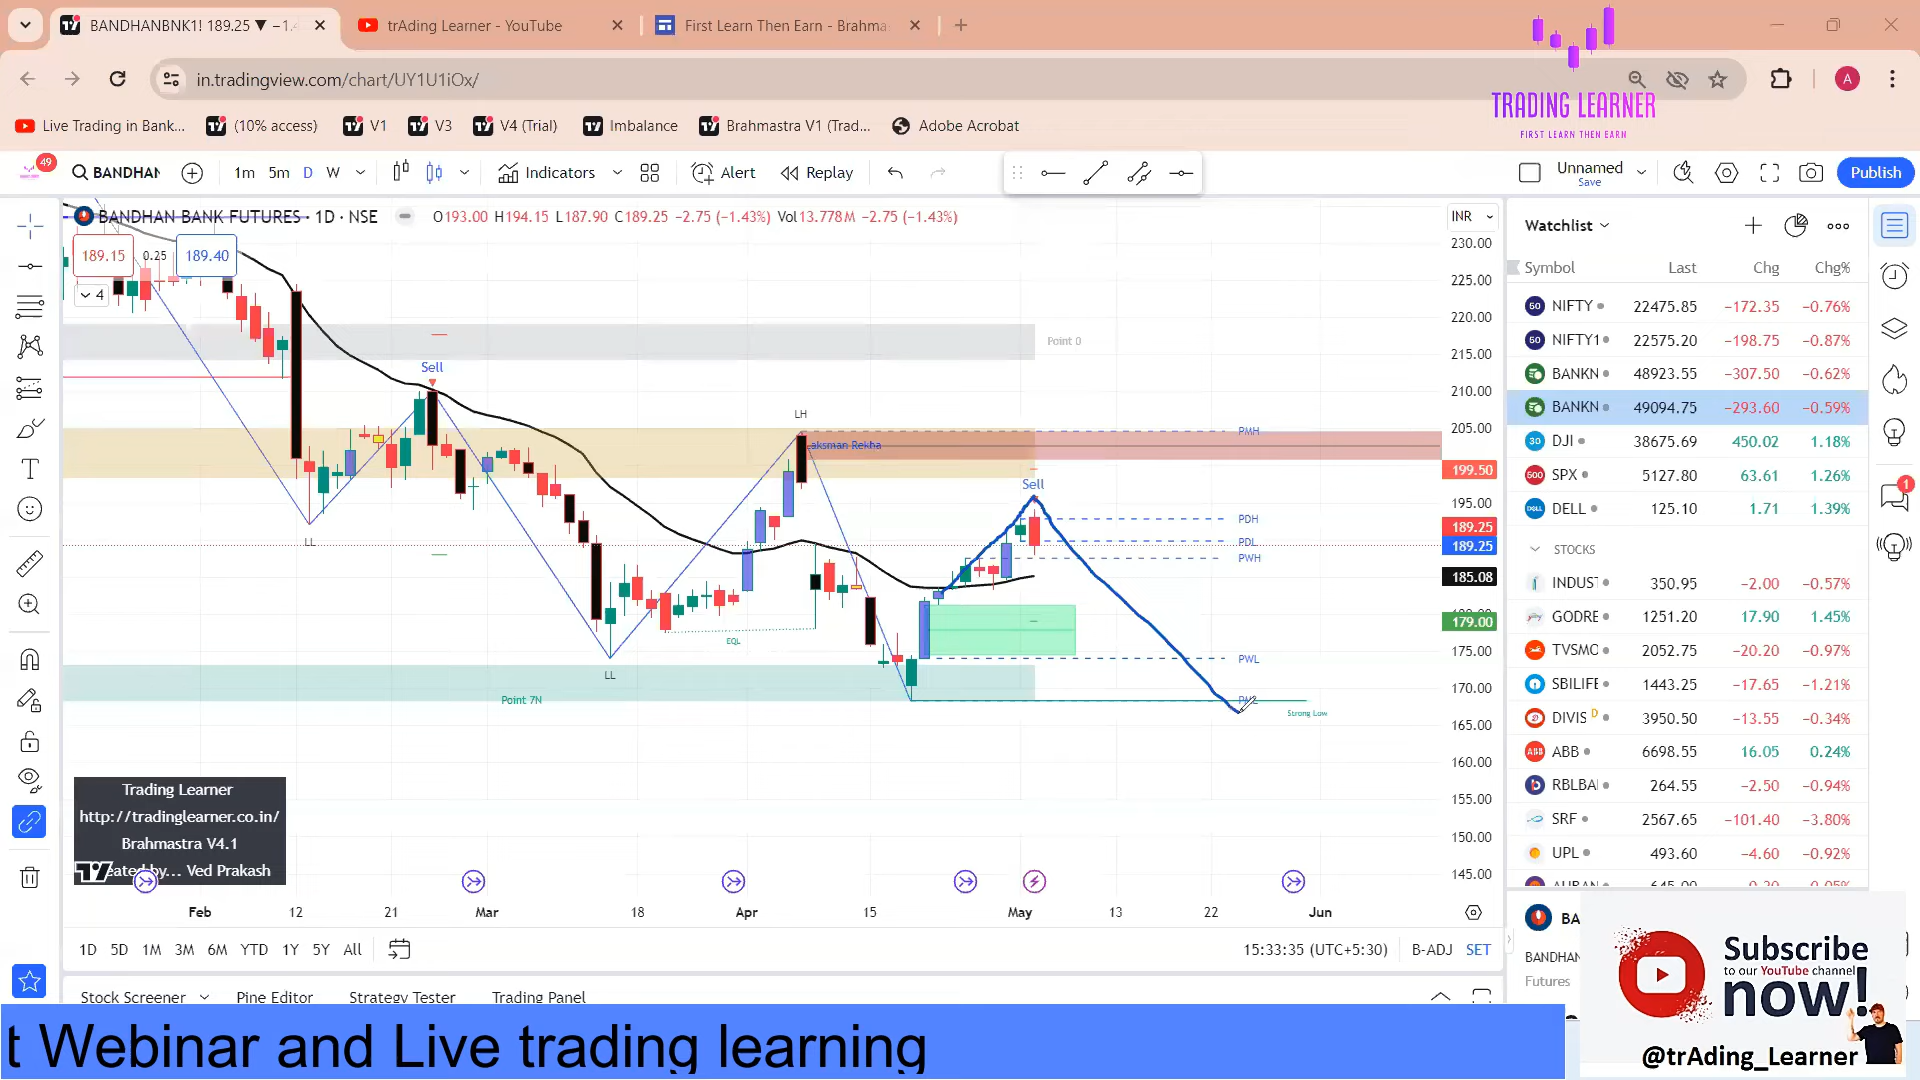 BANDHANBNK1! 189.25 ▼ −1.4
trAding Learner - YouTube
First Learn Then Earn - Brahma
in.tradingview.com/chart/UY1U1iOx/
A
TRADING LEARNER
FIRST LEARN THEN EARN
Live Trading in Bank...
(10% access)
V1
V3
V4 (Trial)
Imbalance
Brahmastra V1 (Trad...
Adobe Acrobat
49
BANDHAN
1m 5m D W
Indicators
Alert
Replay
Unnamed
Save
Publish
BANDHAN BANK FUTURES · 1D · NSE
O193.00 H194.15 L187.90 C189.25 −2.75 (−1.43%) Vol13.778M −2.75 (−1.43%)
INR
189.15
0.25
189.40
4
230.00
225.00
220.00
215.00
210.00
205.00
199.50
195.00
189.25
189.25
185.08
179.00
175.00
170.00
165.00
160.00
155.00
150.00
145.00
Point 0
Sell
LH
PMH
aksman Rekha
Sell
PDH
PDL
PWH
LL
EQL
PWL
LL
Point 7N
Strong Low
Trading Learner
http://tradinglearner.co.in/
Brahmastra V4.1
eated by... Ved Prakash
Feb 12 21 Mar 18 Apr 15 May 13 22 Jun
1D 5D 1M 3M 6M YTD 1Y 5Y All
15:33:35 (UTC+5:30)
B-ADJ SET
Stock Screener
Pine Editor
Strategy Tester
Trading Panel
Watchlist
Symbol Last Chg Chg%
50 NIFTY 22475.85 −172.35 −0.76%
50 NIFTY1 22575.20 −198.75 −0.87%
BANKN 48923.55 −307.50 −0.62%
BANKN 49094.75 −293.60 −0.59%
30 DJI 38675.69 450.02 1.18%
500 SPX 5127.80 63.61 1.26%
DELL 125.10 1.71 1.39%
STOCKS
INDUST 350.95 −2.00 −0.57%
GODRE 1251.20 17.90 1.45%
TVSMO 2052.75 −20.20 −0.97%
SBILIFE 1443.25 −17.65 −1.21%
DIVIS D 3950.50 −13.55 −0.34%
ABB 6698.55 16.05 0.24%
RBLBA 264.55 −2.50 −0.94%
SRF 2567.65 −101.40 −3.80%
UPL 493.60 −4.60 −0.92%
1
BA
BANDHAN
Futures
Subscribe
to our YouTube channel
now!
@trAding_Learner
t Webinar and Live trading learning